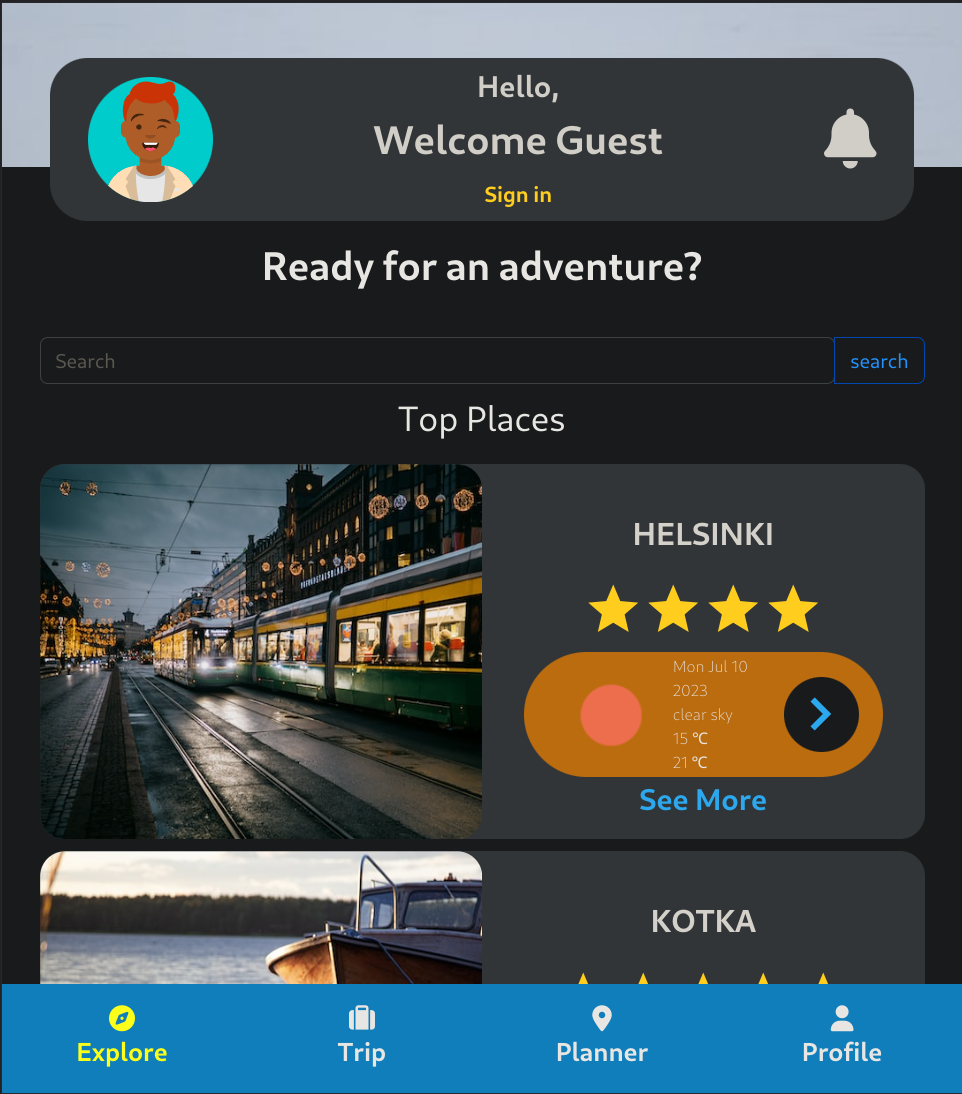 Hello,
Welcome Guest
Sign in
Ready for an adventure?
Search
search
Top Places
HELSINKI
Mon Jul 10
2023
clear sky
15 °C
21 °C
See More
KOTKA
Explore
Trip
Planner
Profile